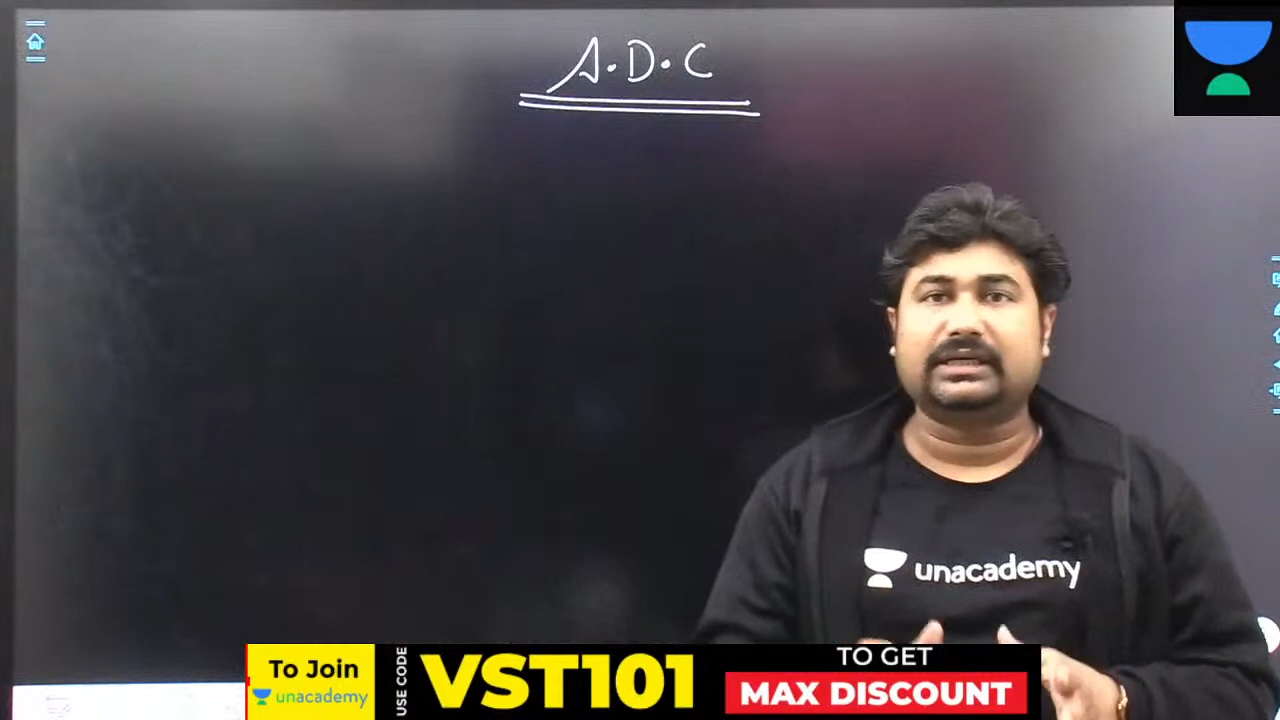 A.D.C
unacademy
To Join
unacademy
USE CODE
VST101
TO GET
MAX DISCOUNT